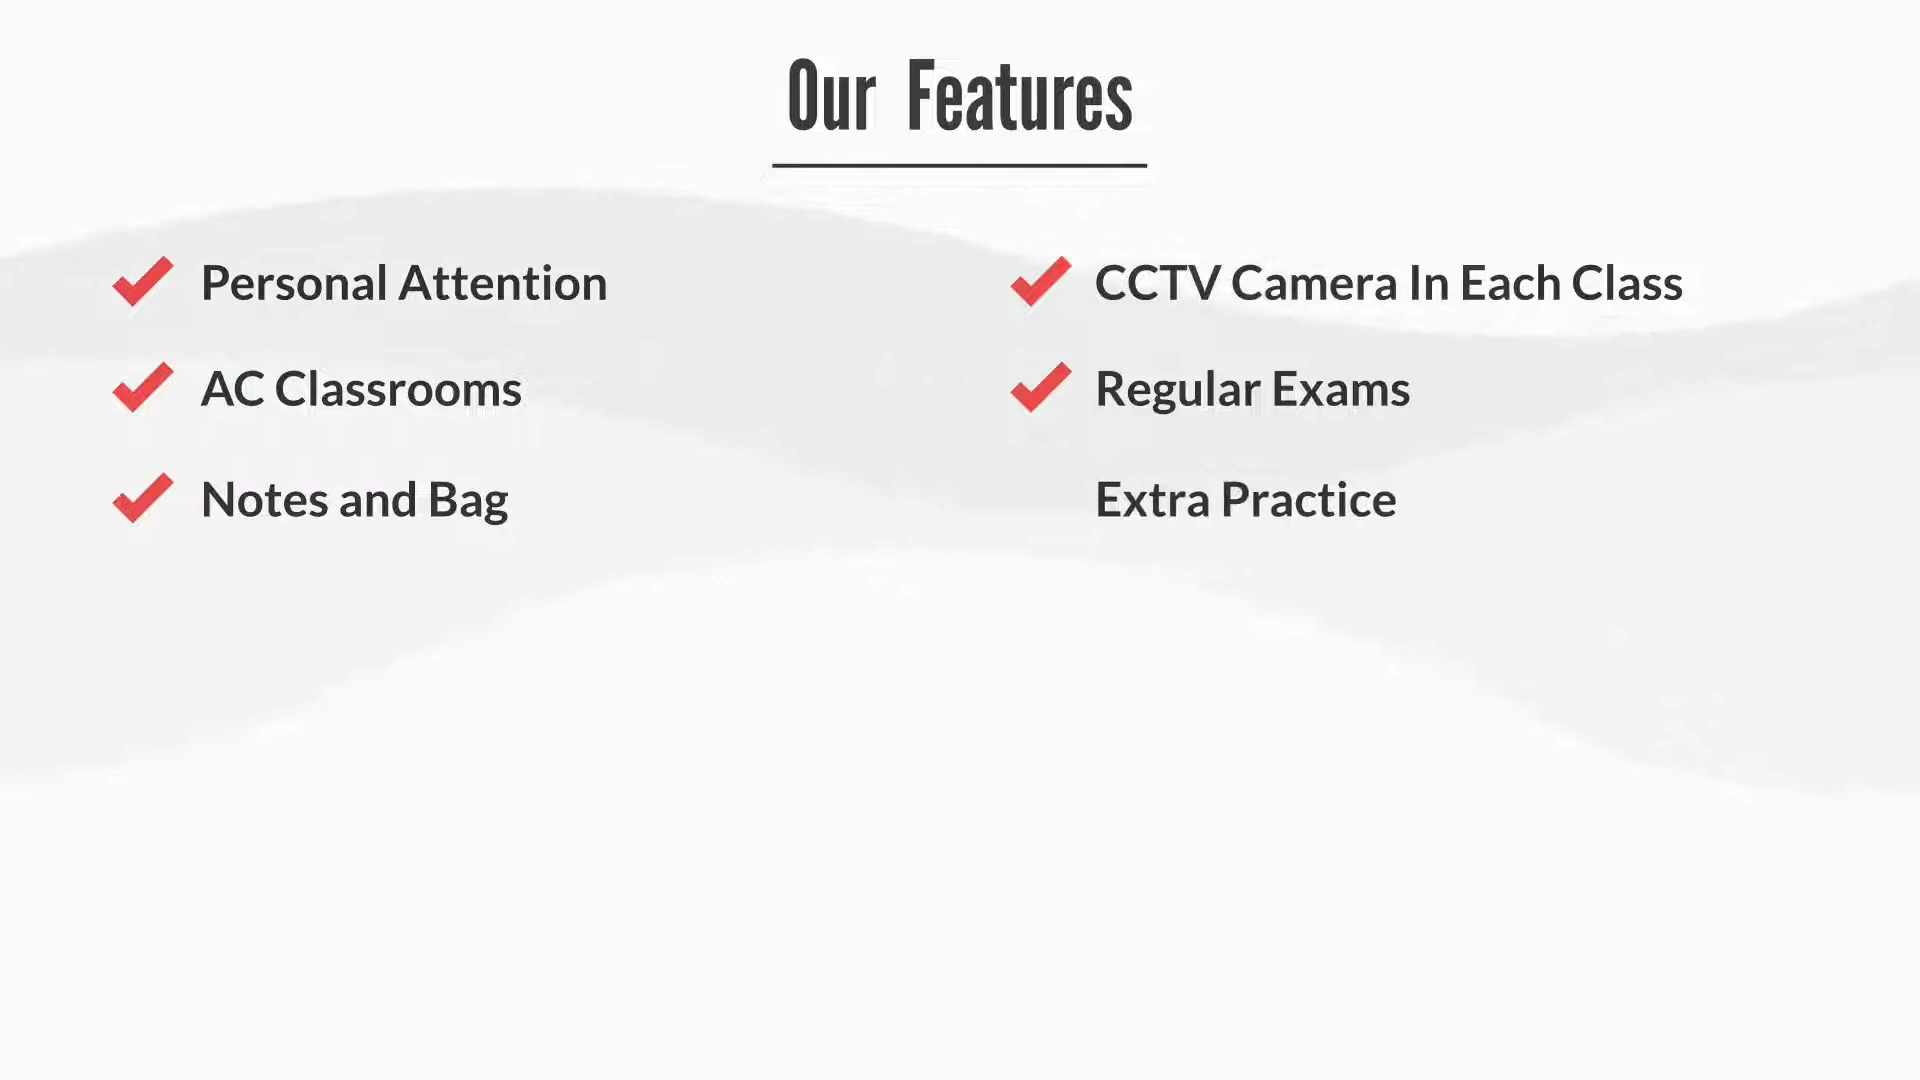 Our Features
Personal Attention
AC Classrooms
Notes and Bag
CCTV Camera In Each Class
Regular Exams
Extra Practice